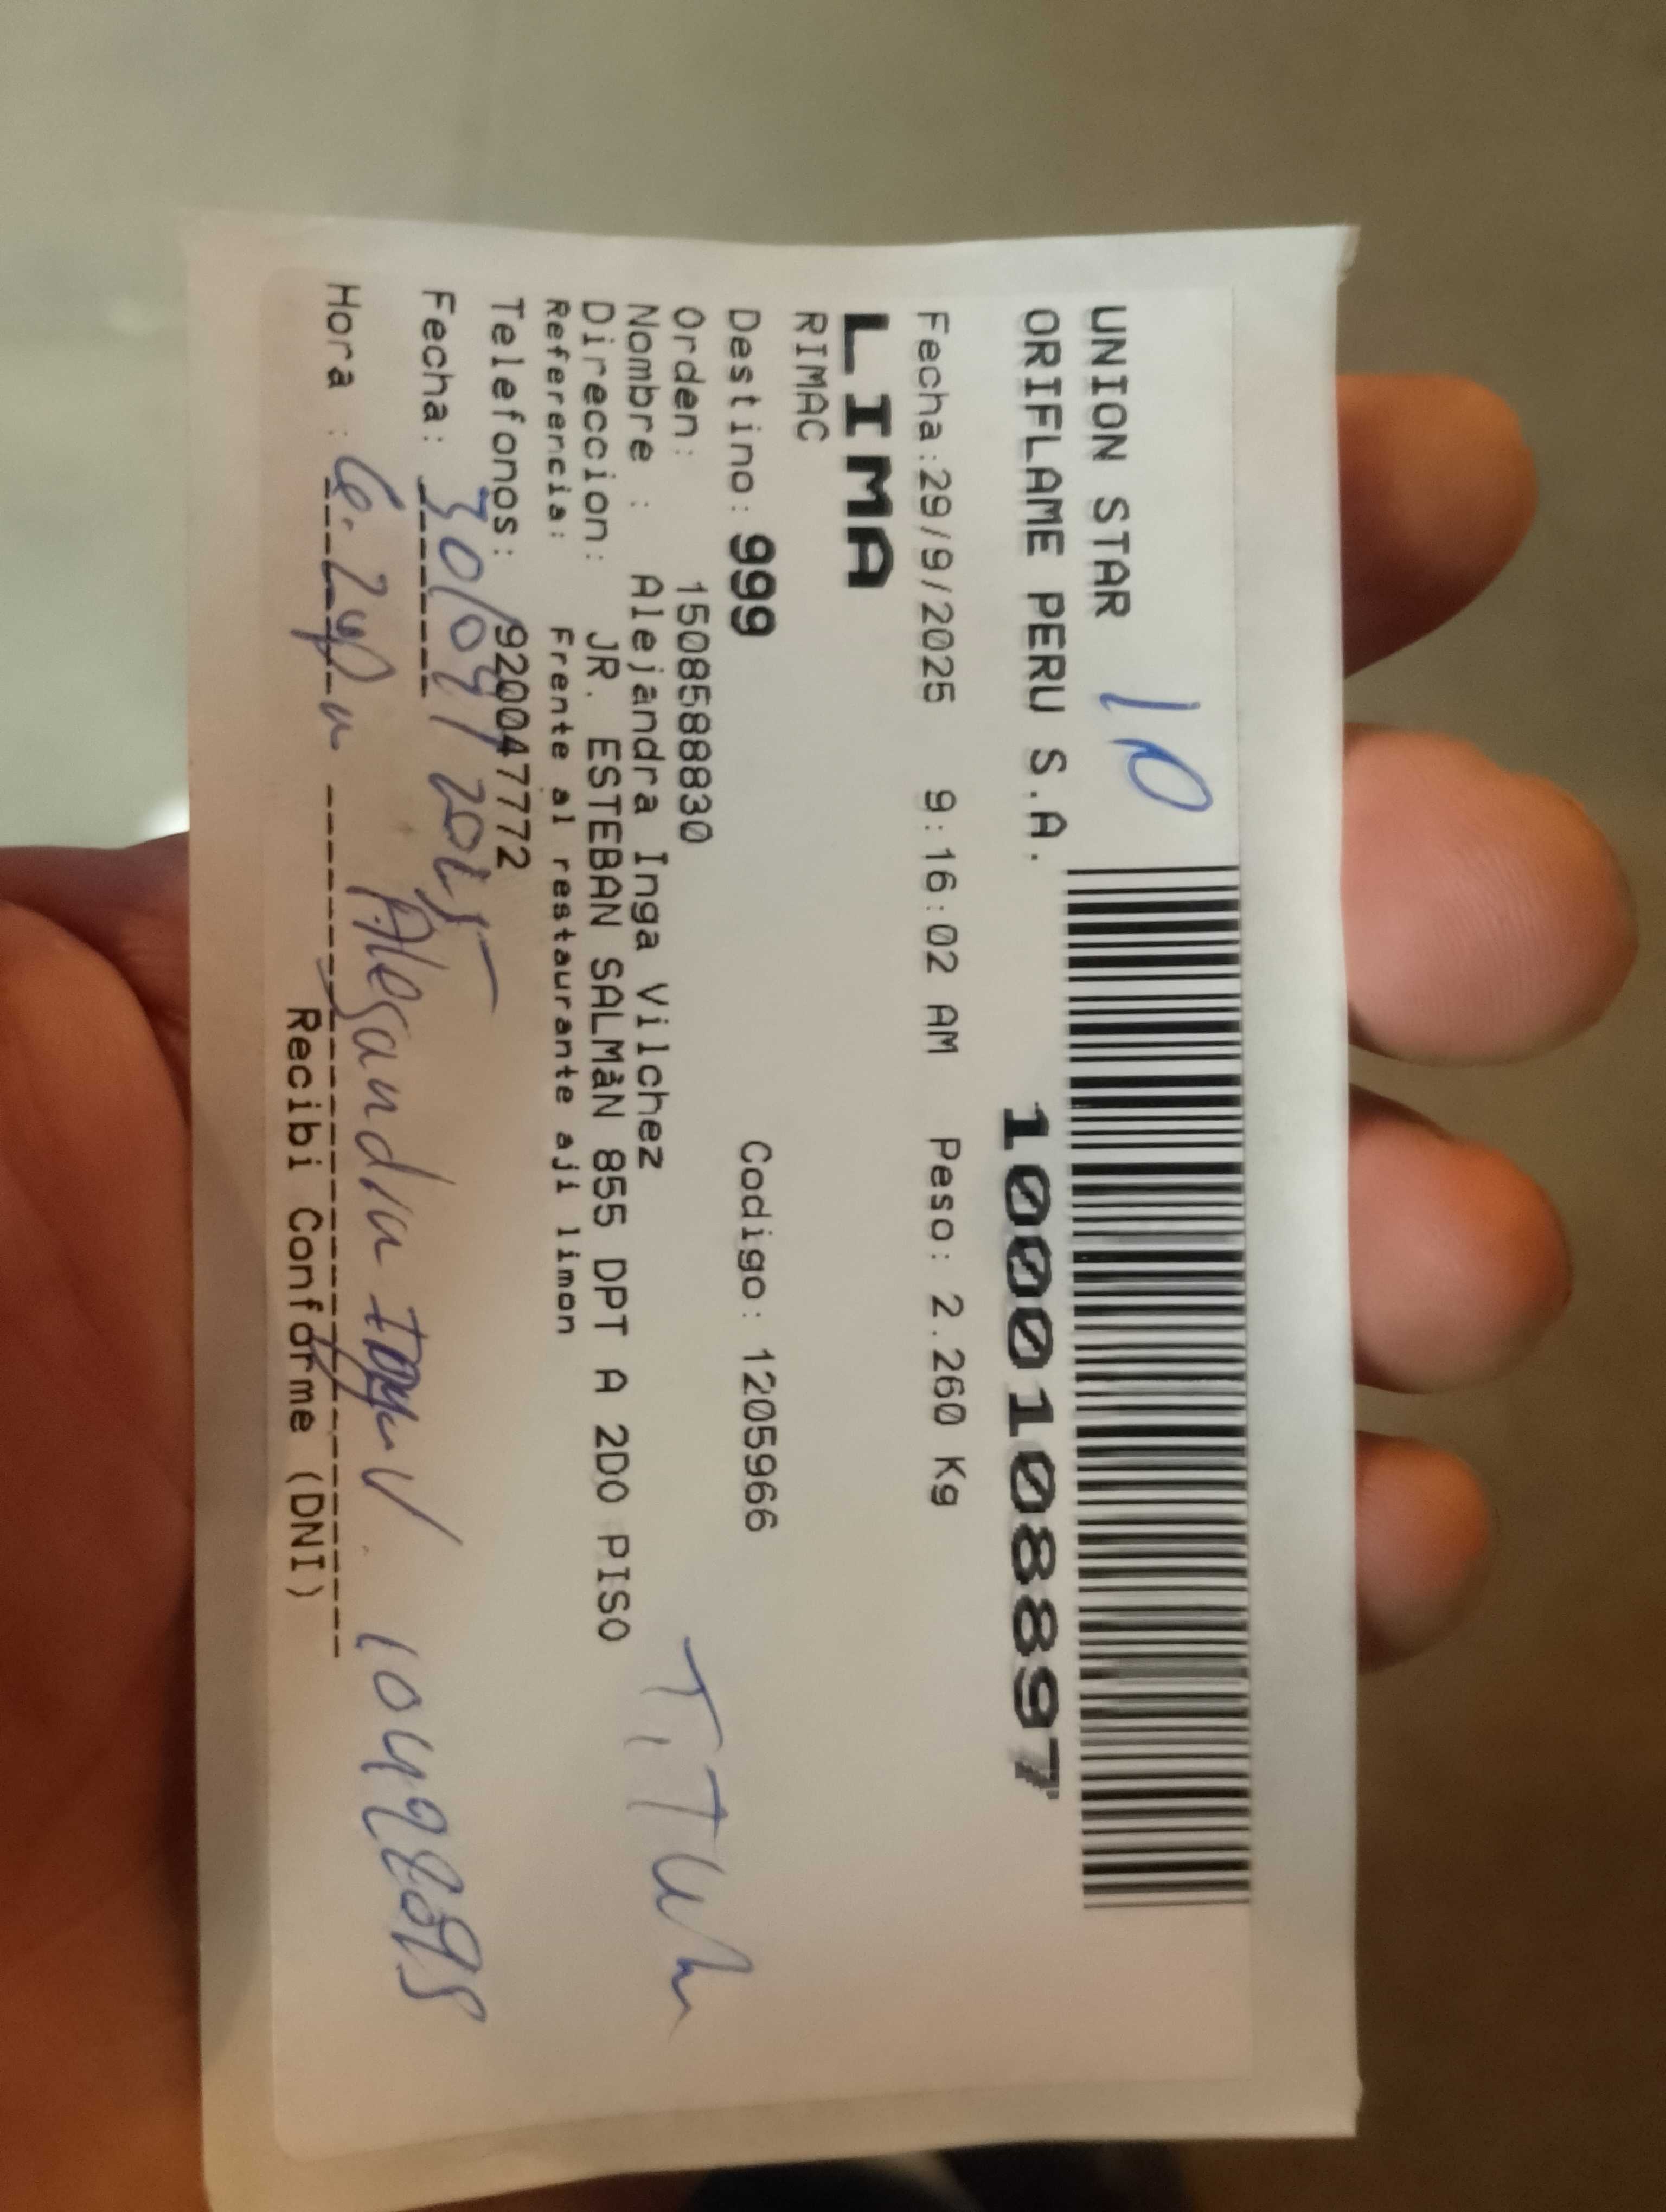 UNION STAR 10
ORIFLAME PERU S.A. 10001088897
Fecha:29/9/2025 9:16:02 AM Peso: 2.260 Kg
LIMA
RIMAC
Destino: 999 Codigo: 1205966
Orden: 1508588830
Nombre : Alejandra Inga Vilchez
Direccion: JR. ESTEBAN SALMàN 855 DPT A 2DO PISO
Referencia: Frente al restaurante aji limon
Telefonos: 920047772
Fecha: 30/09/2025
Hora :
Recibi Conforme (DNI)